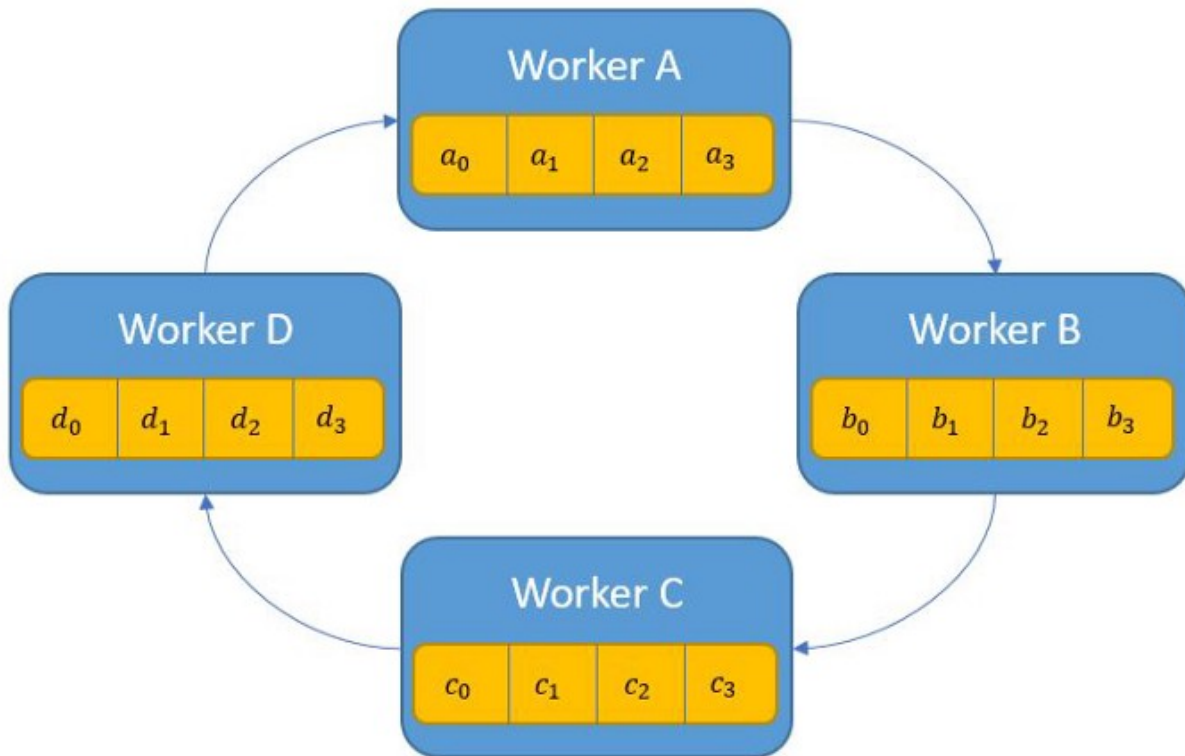 Worker A
a₀ a₁ a₂ a₃
Worker D
d₀ d₁ d₂ d₃
Worker B
b₀ b₁ b₂ b₃
Worker C
c₀ c₁ c₂ c₃